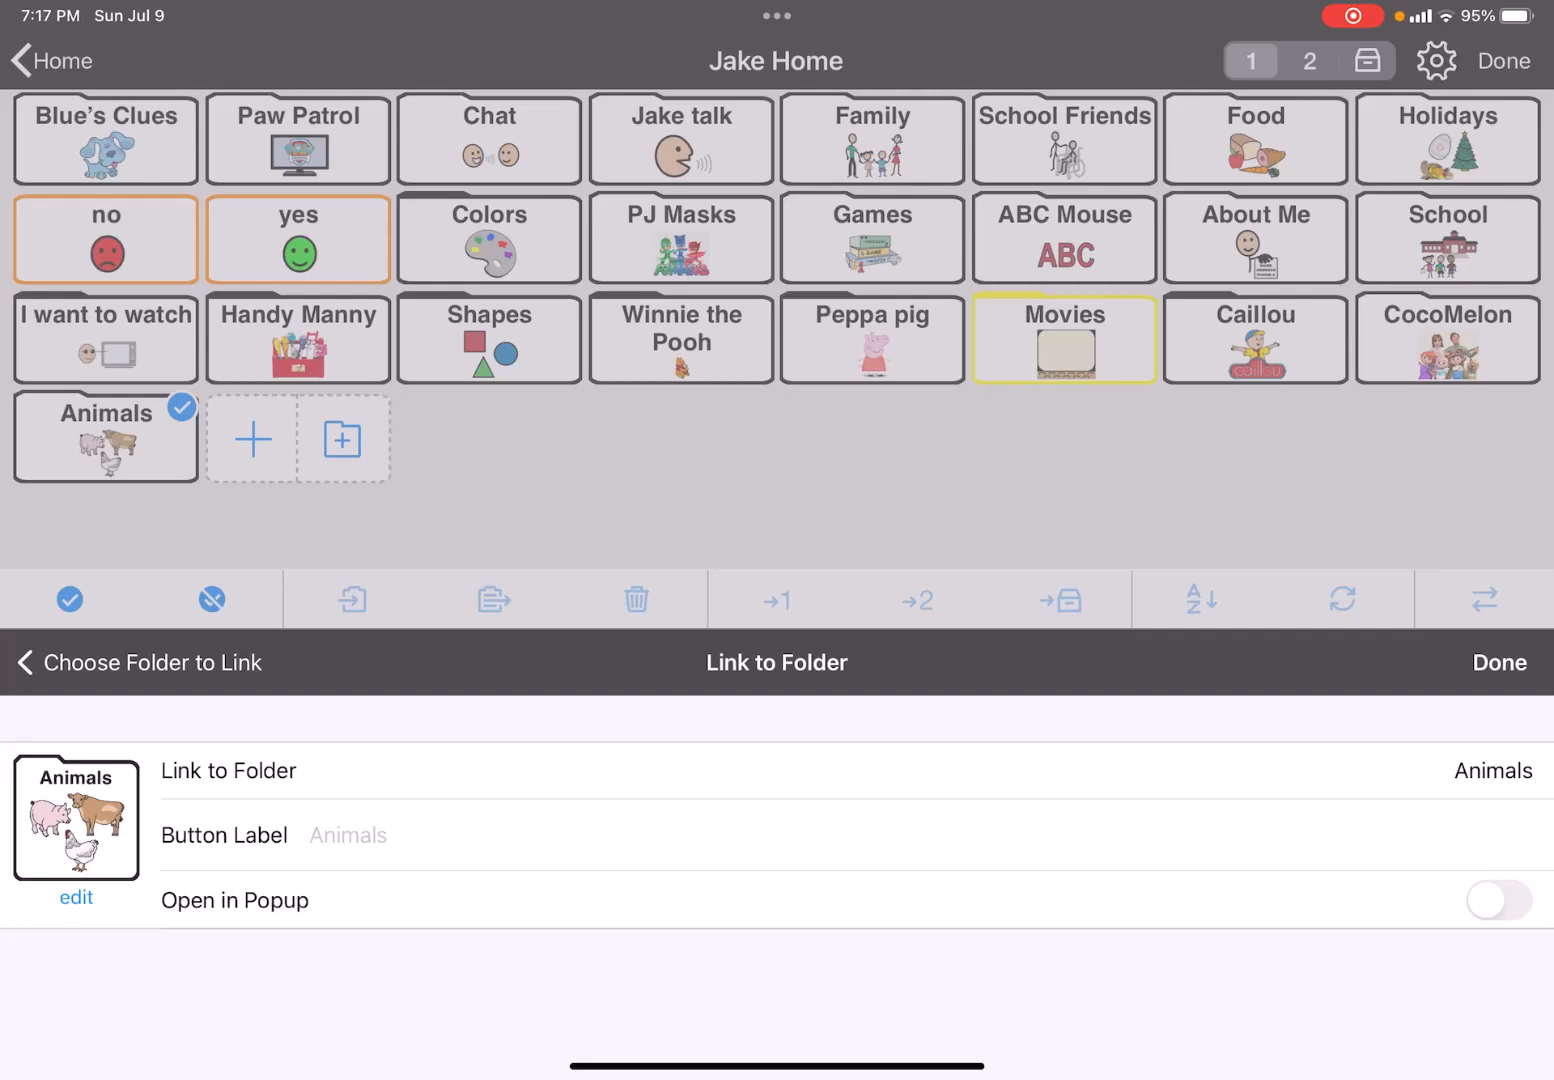 7:17 PM Sun Jul 9
95%
Home
Jake Home
1 2
Done
Blue’s Clues
Paw Patrol
Chat
Jake talk
Family
School Friends
Food
Holidays
no
yes
Colors
PJ Masks
Games
ABC Mouse
ABC
About Me
School
I want to watch
Handy Manny
Shapes
Winnie the
Pooh
Peppa pig
Movies
Caillou
caillou
CocoMelon
Animals
→1
→2
A
Z
Choose Folder to Link
Link to Folder
Done
Animals
edit
Link to Folder
Animals
Button Label Animals
Open in Popup